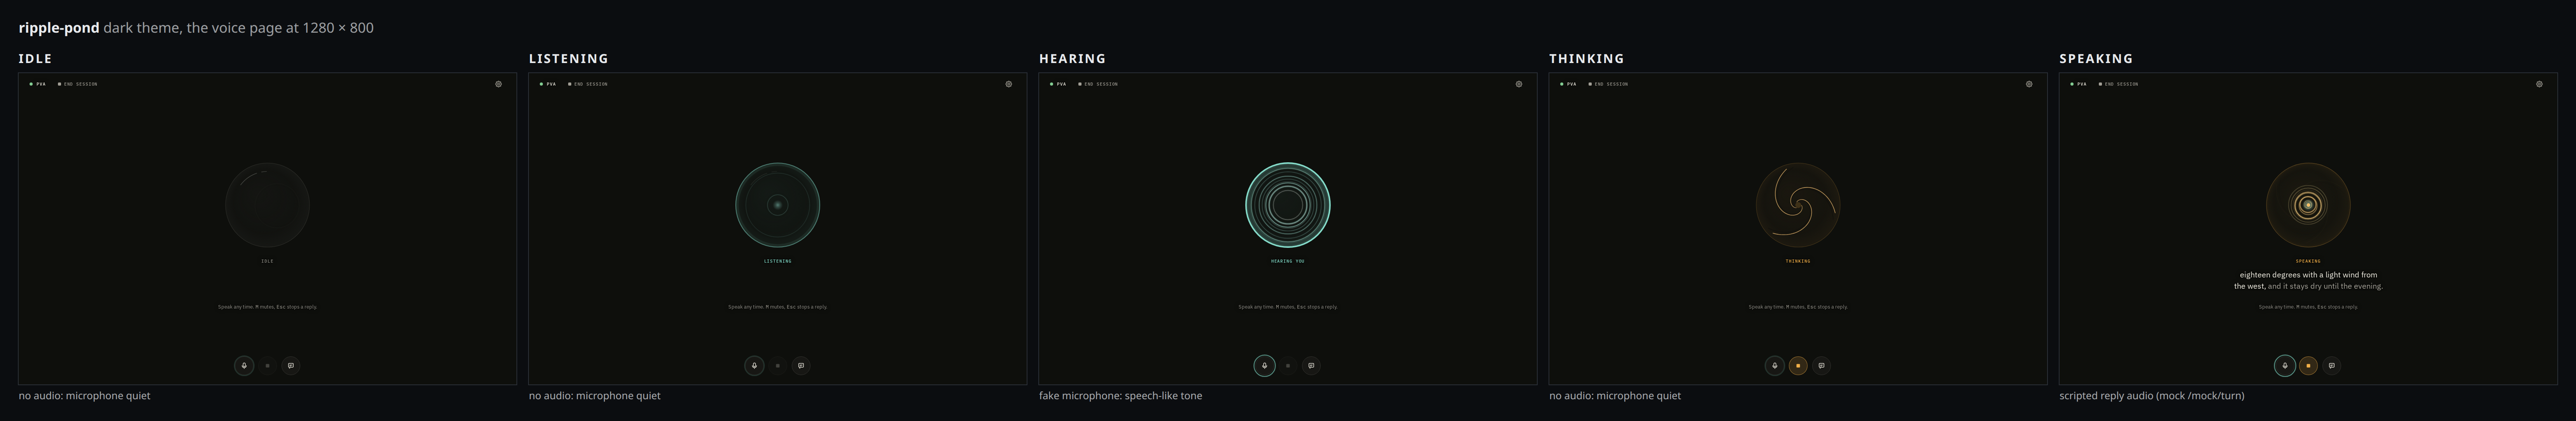 ripple-pond dark theme, the voice page at 1280 × 800
IDLE
PVA END SESSION
IDLE
Speak any time. M mutes, Esc stops a reply.
no audio: microphone quiet
LISTENING
PVA END SESSION
LISTENING
Speak any time. M mutes, Esc stops a reply.
no audio: microphone quiet
HEARING
PVA END SESSION
HEARING YOU
Speak any time. M mutes, Esc stops a reply.
fake microphone: speech-like tone
THINKING
PVA END SESSION
THINKING
Speak any time. M mutes, Esc stops a reply.
no audio: microphone quiet
SPEAKING
PVA END SESSION
SPEAKING
eighteen degrees with a light wind from
the west, and it stays dry until the evening.
Speak any time. M mutes, Esc stops a reply.
scripted reply audio (mock /mock/turn)